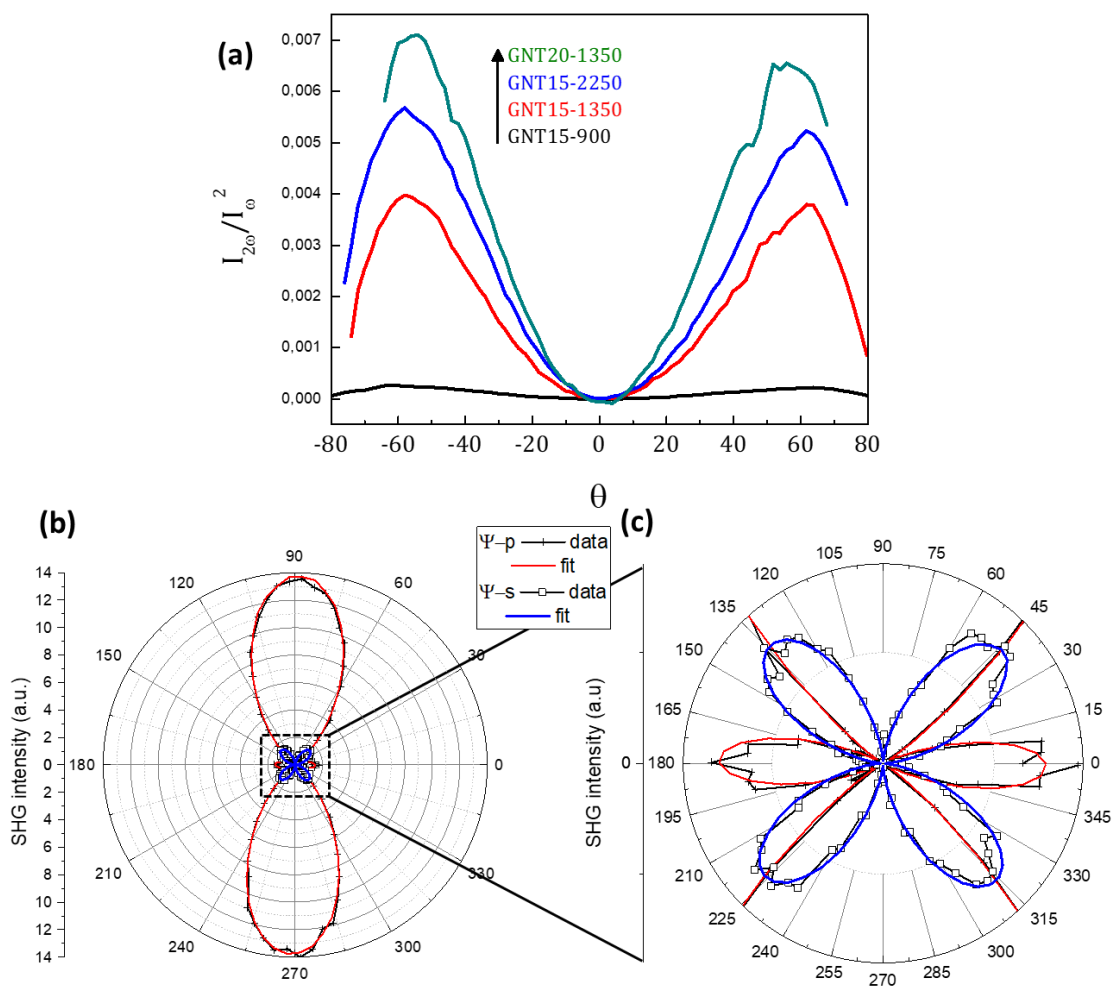 (a)
GNT20-1350
GNT15-2250
GNT15-1350
GNT15-900
0,007
0,006
0,005
0,004
0,003
0,002
0,001
0,000
I2ω/Iω2
-80 -60 -40 -20 0 20 40 60 80
θ
(b)
(c)
Ψ–p data
fit
Ψ–s data
fit
SHG intensity (a.u.)
14
12
10
8
6
4
2
0
2
4
6
8
10
12
14
90
120 60
150 30
180 0
210 330
240 300
270
SHG intensity (a.u)
0
90
105 75
120 60
135 45
150 30
165 15
180 0
195 345
210 330
225 315
240 300
255 285
270